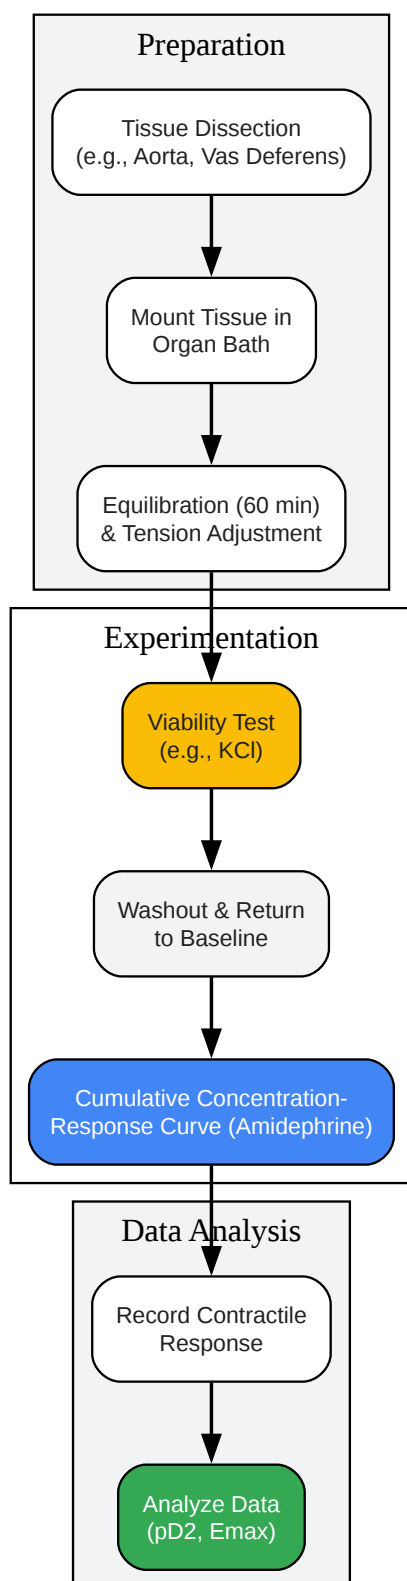 Preparation
Tissue Dissection
(e.g., Aorta, Vas Deferens)
Mount Tissue in
Organ Bath
Equilibration (60 min)
& Tension Adjustment
Experimentation
Viability Test
(e.g., KCl)
Washout & Return
to Baseline
Cumulative Concentration-
Response Curve (Amidephrine)
Data Analysis
Record Contractile
Response
Analyze Data
(pD2, Emax)